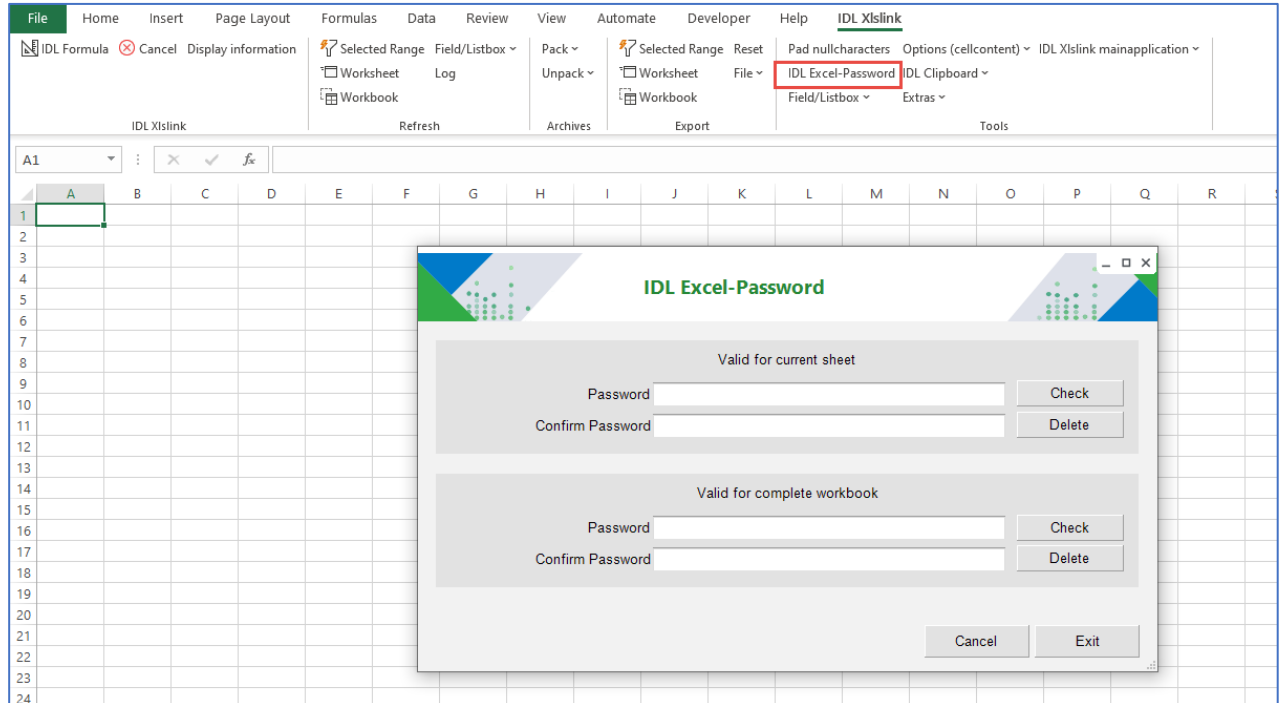 File Home Insert Page Layout Formulas Data Review View Automate Developer Help IDL Xlslink
IDL Formula Cancel Display information Selected Range Field/Listbox Pack Selected Range Reset Pad nullcharacters Options (cellcontent) IDL Xlslink mainapplication
Worksheet Log Unpack Worksheet File IDL Excel-Password IDL Clipboard
Workbook Workbook Field/Listbox Extras
IDL Xlslink Refresh Archives Export Tools
A1 fx
A B C D E F G H I J K L M N O P Q R
1
2
3
4
5
6
7
8
9
10
11
12
13
14
15
16
17
18
19
20
21
22
23
24
IDL Excel-Password
Valid for current sheet
Password Check
Confirm Password Delete
Valid for complete workbook
Password Check
Confirm Password Delete
Cancel Exit